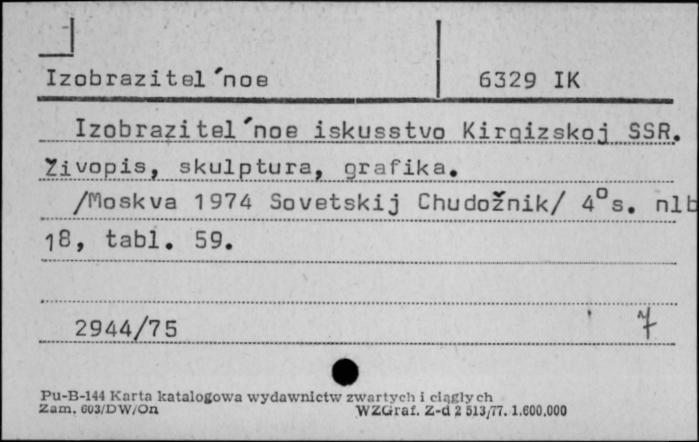 Izobrazitel´noe 6329 IK
Izobrazitel´noe iskusstvo Kirgizskoj SSR.
Živopis, skulptura, grafika.
/Moskva 1974 Sovetskij Chudožnik/ 4°s. nlb
18, tabl. 59.
2944/75 7
Pu-B-144 Karta katalogowa wydawnictw zwartych i ciągłych
Zam. 603/DW/On WZGraf. Z-d 2 513/77. 1.600.000